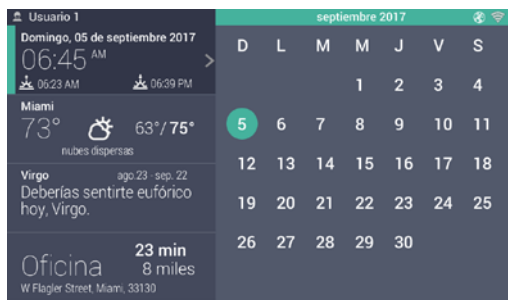 Usuario 1
Domingo, 05 de septiembre 2017
06:45 AM
06:23 AM 06:39 PM
Miami
73° 63°/75°
nubes dispersas
Virgo ago.23 - sep. 22
Deberías sentirte eufórico
hoy, Virgo.
Oficina 23 min
8 miles
W Flagler Street, Miami, 33130
septiembre 2017
D L M M J V S
1 2 3 4
5 6 7 8 9 10 11
12 13 14 15 16 17 18
19 20 21 22 23 24 25
26 27 28 29 30